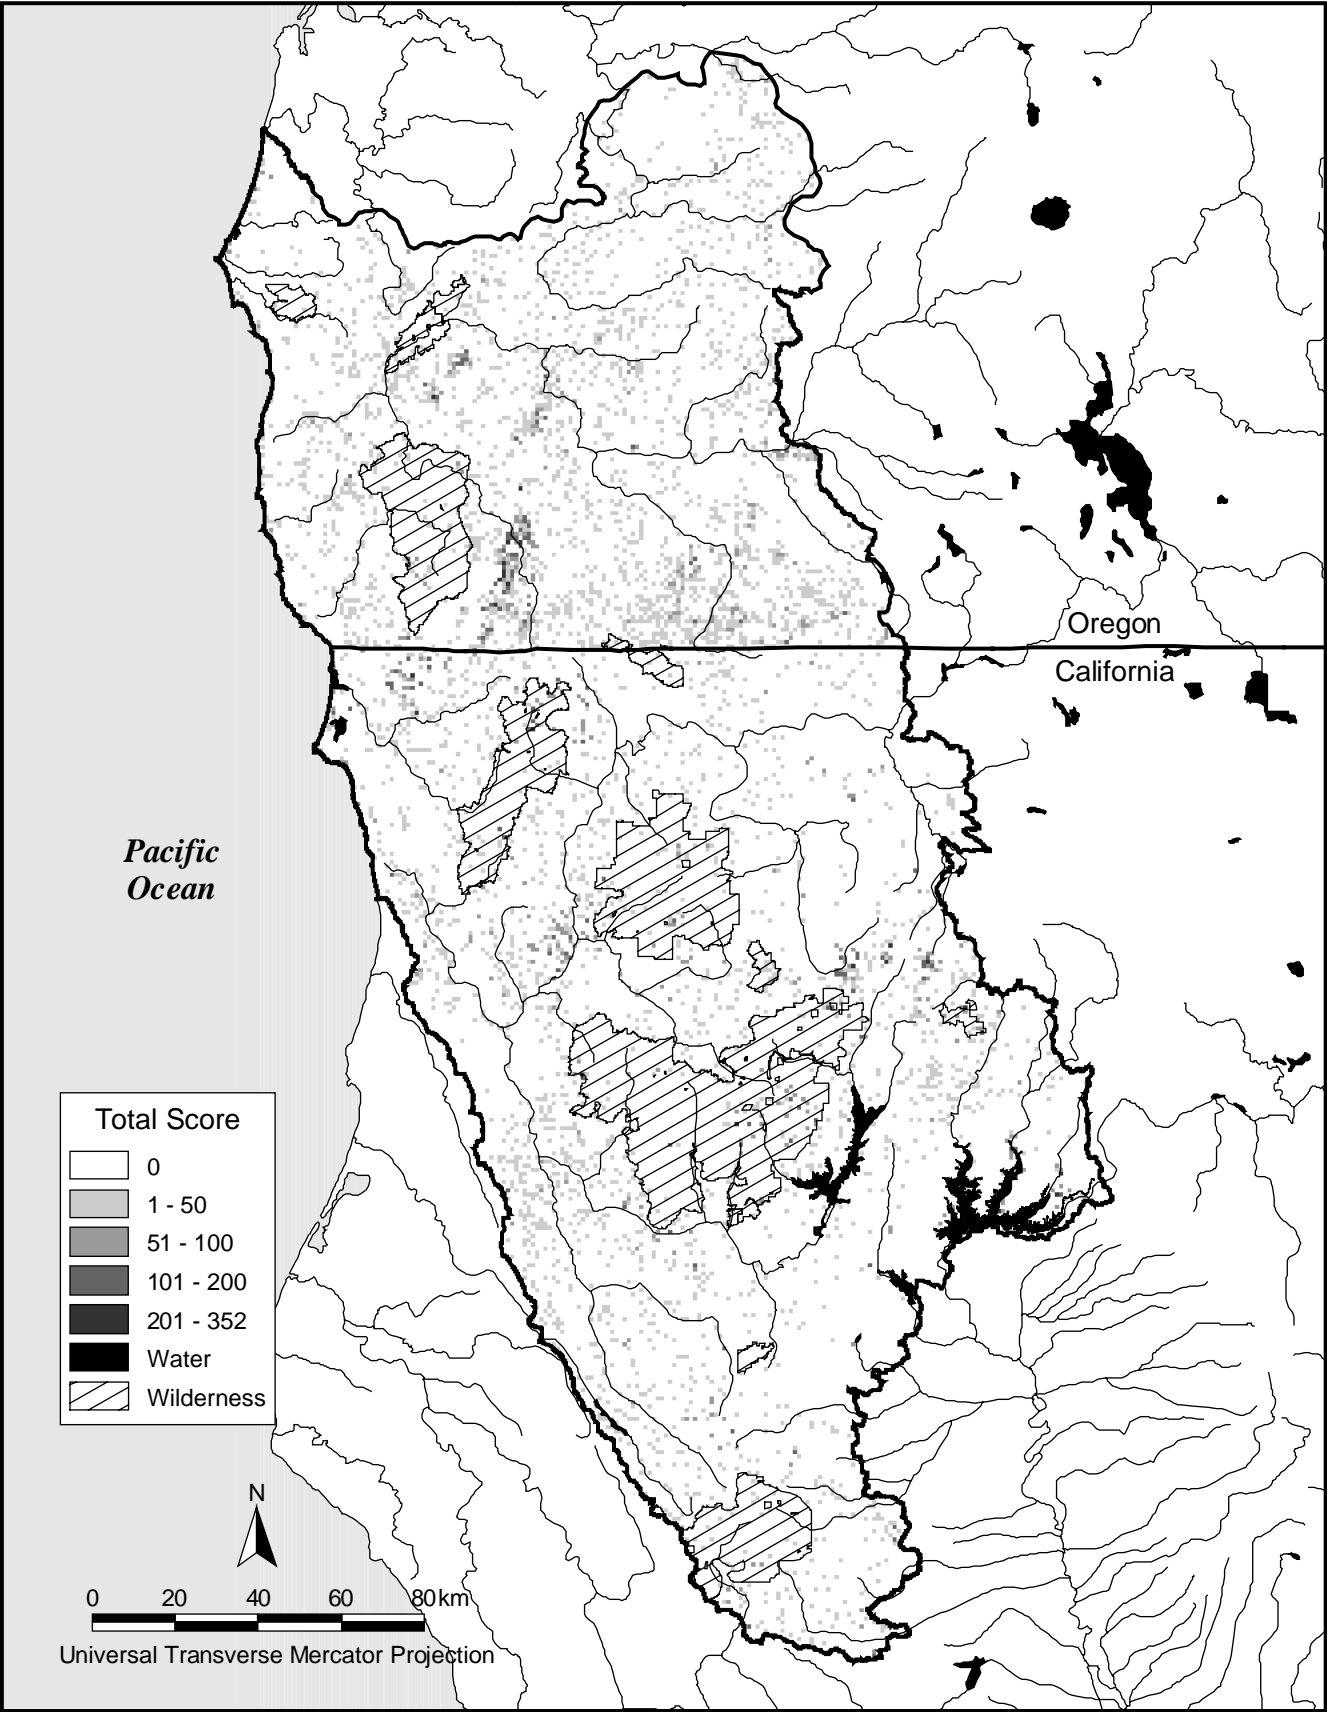 Oregon
California
Pacific
Ocean
Total Score
0
1 - 50
51 - 100
101 - 200
201 - 352
Water
Wilderness
N
0 20 40 60 80km
Universal Transverse Mercator Projection